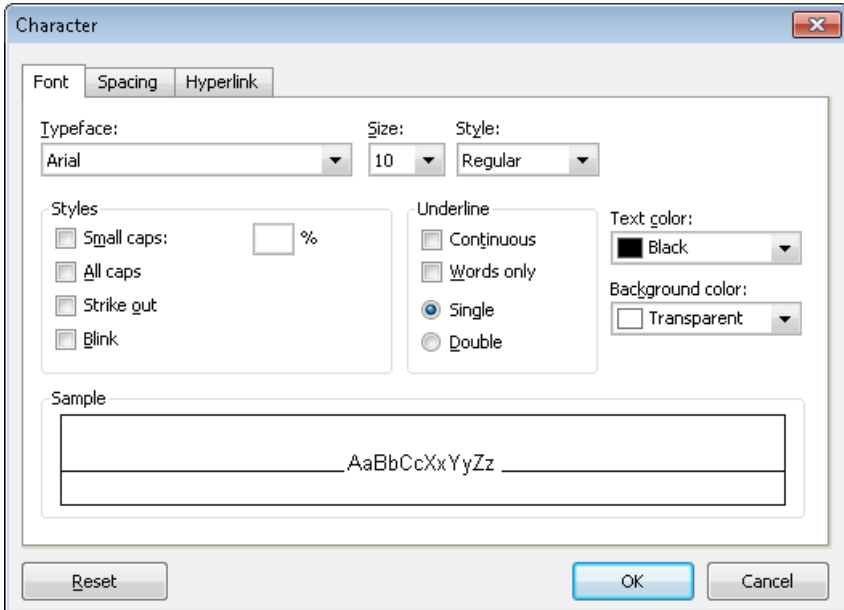 Character
Font Spacing Hyperlink
Typeface: Size: Style:
Arial 10 Regular
Styles
Small caps: %
All caps
Strike out
Blink
Underline
Continuous
Words only
Single
Double
Text color:
Black
Background color:
Transparent
Sample
AaBbCcXxYyZz
Reset OK Cancel